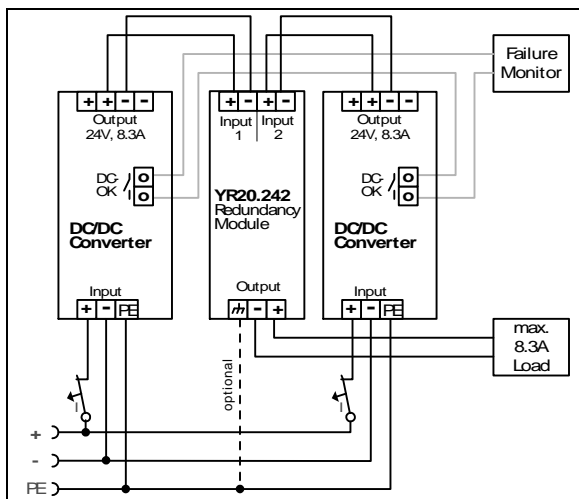 + + - -
Output
24V, 8.3A
DC-
OK
DC/DC
Converter
Input
+ - PE
+ - + -
Input
1
Input
2
YR20.242
Redundancy
Module
Output
- +
optional
+ + - -
Output
24V, 8.3A
DC-
OK
DC/DC
Converter
Input
+ - PE
Failure
Monitor
max.
8.3A
Load
I
I
+
-
PE